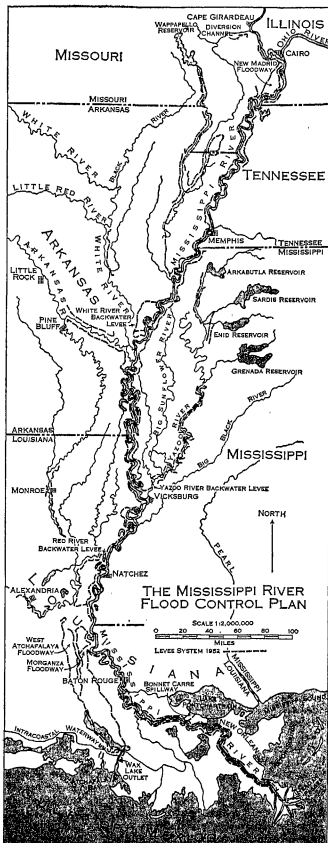 CAPE GIRARDEAU
ILLINOIS
WAPPAPELLO
RESERVOIR
DIVERSION
CHANNEL
OHIO RIVER
CAIRO
MISSOURI
NEW MADRID
FLOODWAY
MISSOURI
ARKANSAS
WHITE RIVER
BLACK RIVER
TENNESSEE
LITTLE RED RIVER
MISSISSIPPI RIVER
WHITE RIVER
MEMPHIS
TENNESSEE
MISSISSIPPI
ARKANSAS
ARKANSAS
ARKABUTLA RESERVOIR
LITTLE
ROCK
SARDIS RESERVOIR
WHITE RIVER
BACKWATER
LEVEE
PINE
BLUFF
ENID RESERVOIR
BIG SUNFLOWER RIVER
GRENADA RESERVOIR
YAZOO RIVER
BIG BLACK RIVER
ARKANSAS
LOUISIANA
MISSISSIPPI
MONROE
YAZOO RIVER BACKWATER LEVEE
VICKSBURG
NORTH
RED RIVER
BACKWATER LEVEE
PEARL
NATCHEZ
ALEXANDRIA
THE MISSISSIPPI RIVER
FLOOD CONTROL PLAN
SCALE 1:2,000,000
20 0 20 40 60 80 100
MILES
LEVEE SYSTEM 1952
LOUISIANA
WEST
ATCHAFALAYA
FLOODWAY
MORGANZA
FLOODWAY
MISSISSIPPI
LOUISIANA
BATON ROUGE
BONNET CARRE
SPILLWAY
MISSISSIPPI RIVER
NEW ORLEANS
INTRACOASTAL WATERWAY
WAX
LAKE
OUTLET